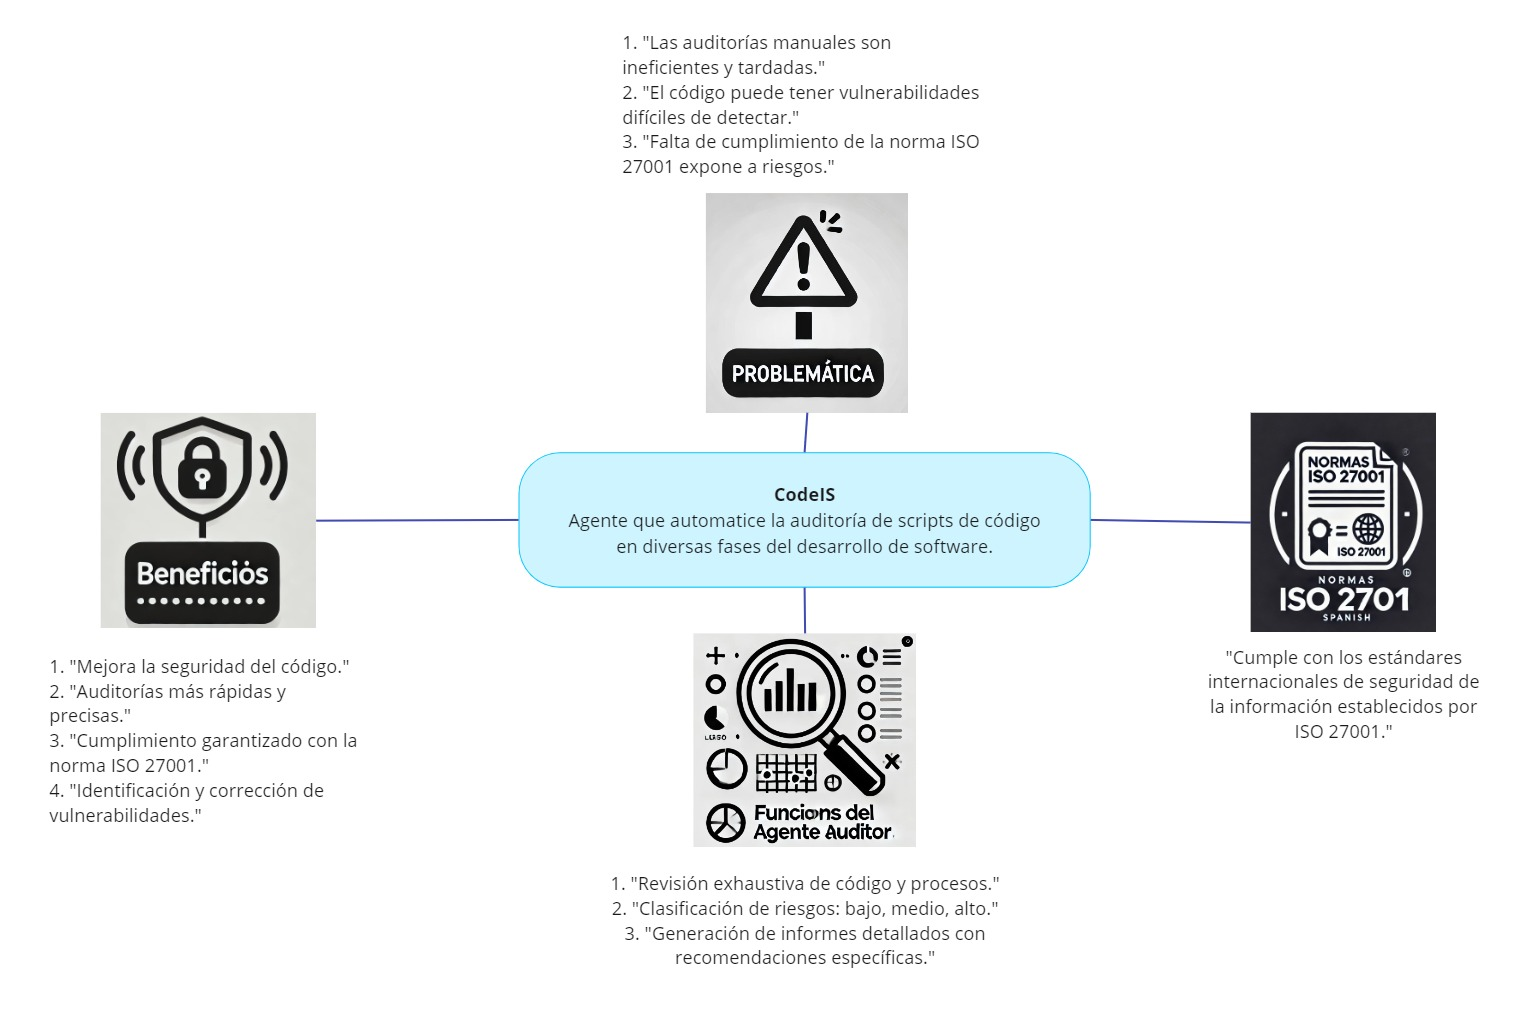 1. "Las auditorías manuales son
ineficientes y tardadas."
2. "El código puede tener vulnerabilidades
difíciles de detectar."
3. "Falta de cumplimiento de la norma ISO
27001 expone a riesgos."
PROBLEMÁTICA
Beneficiós
1. "Mejora la seguridad del código."
2. "Auditorías más rápidas y
precisas."
3. "Cumplimiento garantizado con la
norma ISO 27001."
4. "Identificación y corrección de
vulnerabilidades."
CodeIS
Agente que automatice la auditoría de scripts de código
en diversas fases del desarrollo de software.
NORMAS
ISO 27001
ISO 27001
NORMAS
ISO 2701
SPANISH
"Cumple con los estándares
internacionales de seguridad de
la información establecidos por
ISO 27001."
Funcions del
Agente Auditor
1. "Revisión exhaustiva de código y procesos."
2. "Clasificación de riesgos: bajo, medio, alto."
3. "Generación de informes detallados con
recomendaciones específicas."